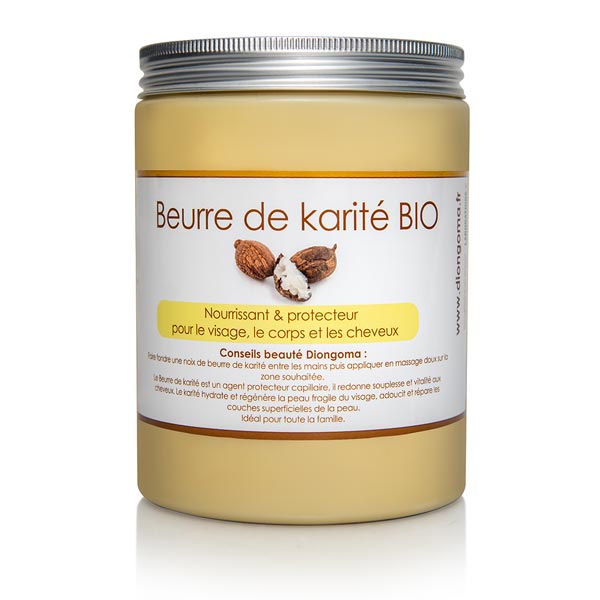 Beurre de karité BIO
Nourrissant & protecteur
pour le visage, le corps et les cheveux
Conseils beauté Diongoma :
Faire fondre une noix de beurre de karité entre les mains puis appliquer en massage doux sur la
zone souhaitée.
Le Beurre de karité est un agent protecteur capillaire, il redonne souplesse et vitalité aux
cheveux. Le karité hydrate et régénère la peau fragile du visage, adoucit et répare les
couches superficielles de la peau.
Idéal pour toute la famille.
www.diongoma.fr